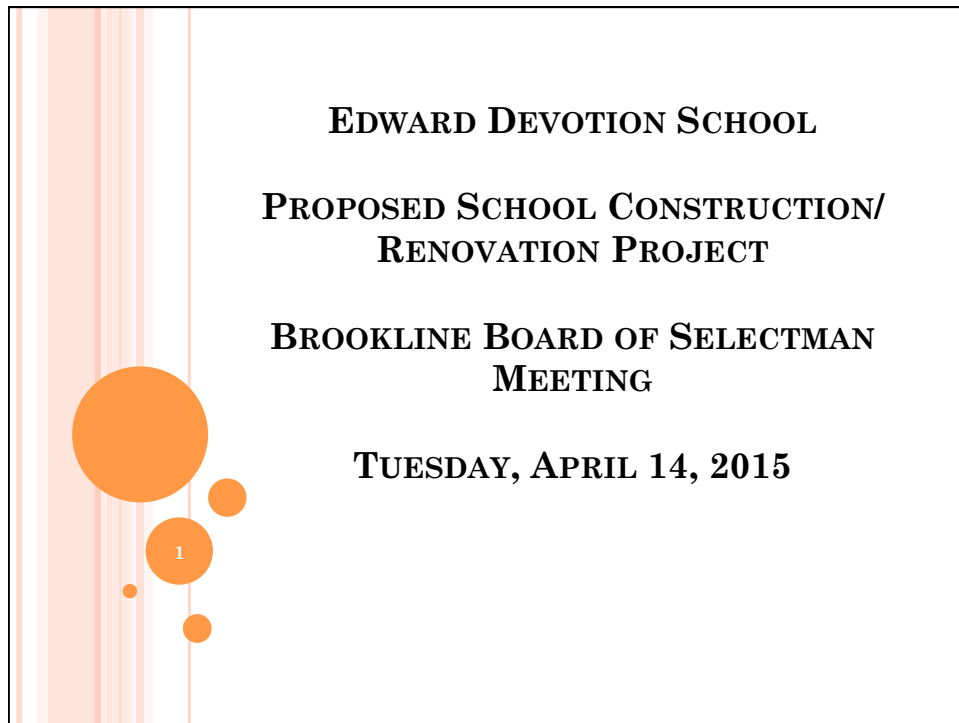 Edward Devotion School
Proposed School Construction/
Renovation Project
Brookline Board of Selectman
Meeting
Tuesday, April 14, 2015
1